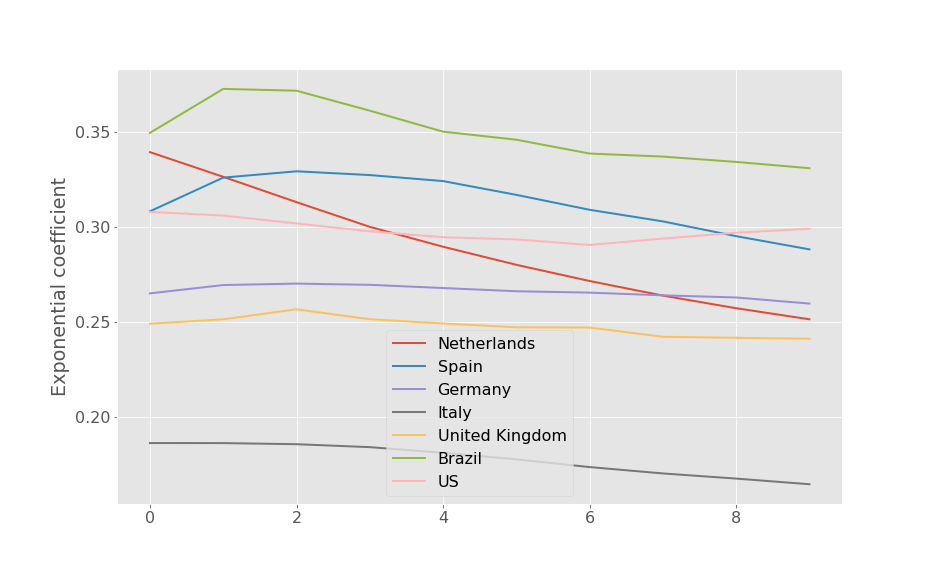 Exponential coefficient
0.35
0.30
0.25
0.20
0 2 4 6 8
Netherlands
Spain
Germany
Italy
United Kingdom
Brazil
US